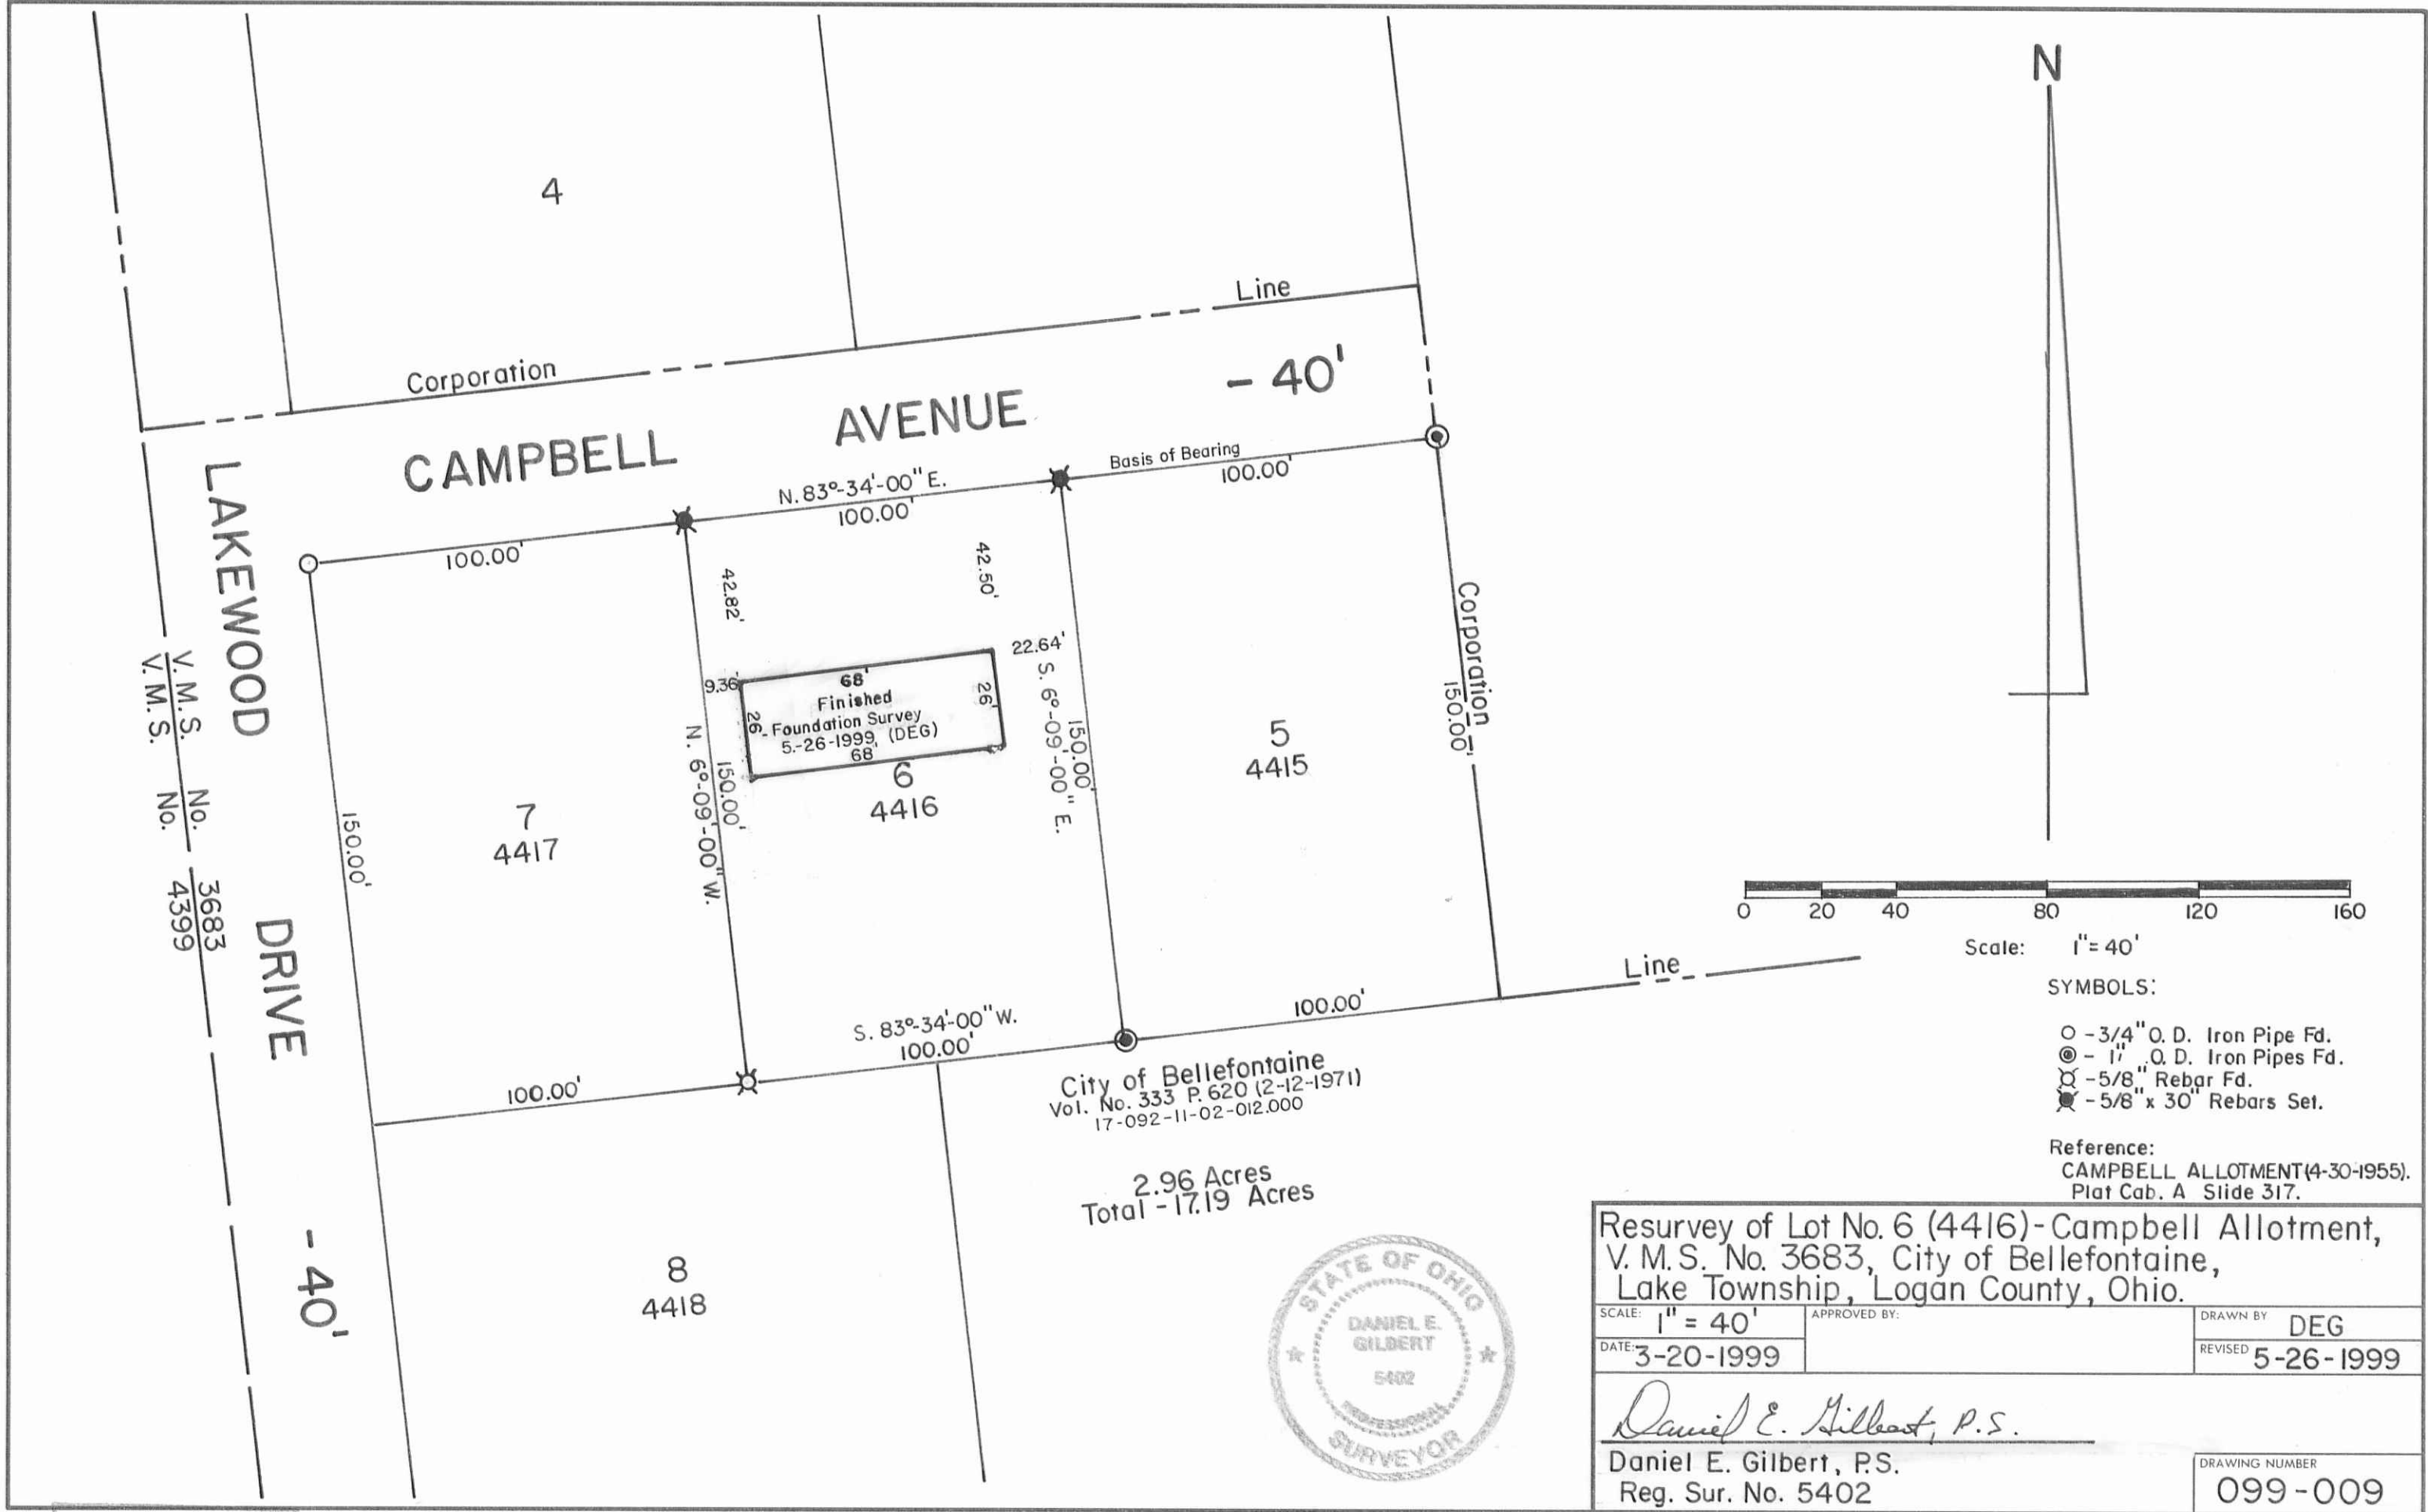 N
4
Line
Corporation
- 40'
CAMPBELL AVENUE
Basis of Bearing
100.00'
N. 83°-34'-00" E.
100.00'
100.00'
LAKEWOOD DRIVE - 40'
V. M. S. No. 3683
V. M. S. No. 4399
42.82'
42.50'
22.64'
9.36'
68'
26'
26'
Finished
Foundation Survey
5-26-1999, (DEG)
68'
6
4416
N. 6°-09'-00" W.
150.00'
S. 6°-09'-00" E.
150.00'
5
4415
Corporation
150.00'
7
4417
150.00'
Line
100.00'
S. 83°-34'-00" W.
100.00'
100.00'
City of Bellefontaine
Vol. No. 333 P. 620 (2-12-1971)
17-092-11-02-012.000
2.96 Acres
Total - 17.19 Acres
8
4418
0 20 40 80 120 160
Scale: 1" = 40'
SYMBOLS:
○ - 3/4" O. D. Iron Pipe Fd.
◎ - 1" O. D. Iron Pipes Fd.
- 5/8" Rebar Fd.
- 5/8" x 30" Rebars Set.
Reference:
CAMPBELL ALLOTMENT (4-30-1955).
Plat Cab. A Slide 317.
STATE OF OHIO
DANIEL E.
GILBERT
5402
PROFESSIONAL
SURVEYOR
Resurvey of Lot No. 6 (4416) - Campbell Allotment,
V. M. S. No. 3683, City of Bellefontaine,
Lake Township, Logan County, Ohio.
SCALE: 1" = 40'
APPROVED BY:
DRAWN BY DEG
DATE: 3-20-1999
REVISED 5-26-1999
Daniel E. Gilbert, P.S.
Daniel E. Gilbert, P.S.
Reg. Sur. No. 5402
DRAWING NUMBER
099-009